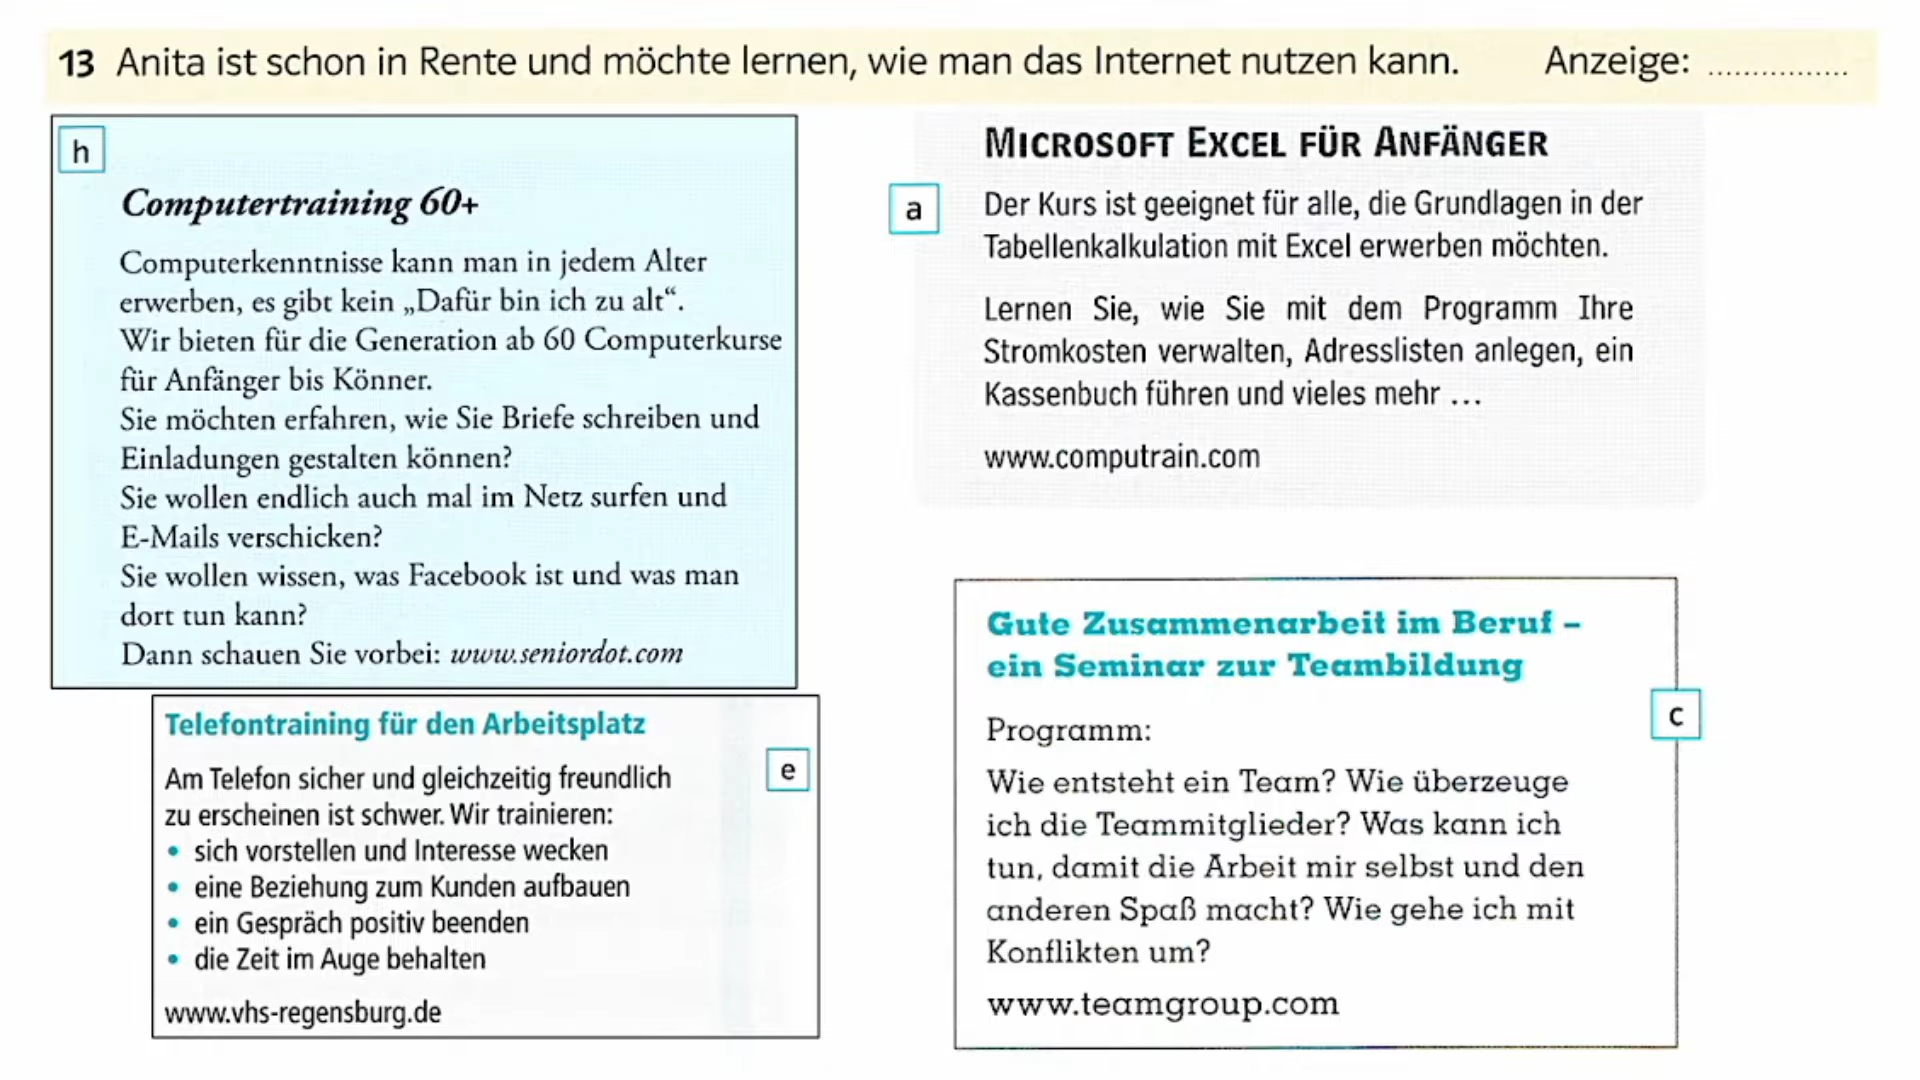 13 Anita ist schon in Rente und möchte lernen, wie man das Internet nutzen kann. Anzeige: ................
h
Computertraining 60+
Computerkenntnisse kann man in jedem Alter
erwerben, es gibt kein „Dafür bin ich zu alt“.
Wir bieten für die Generation ab 60 Computerkurse
für Anfänger bis Könner.
Sie möchten erfahren, wie Sie Briefe schreiben und
Einladungen gestalten können?
Sie wollen endlich auch mal im Netz surfen und
E-Mails verschicken?
Sie wollen wissen, was Facebook ist und was man
dort tun kann?
Dann schauen Sie vorbei: www.seniordot.com
a
MICROSOFT EXCEL FÜR ANFÄNGER
Der Kurs ist geeignet für alle, die Grundlagen in der
Tabellenkalkulation mit Excel erwerben möchten.
Lernen Sie, wie Sie mit dem Programm Ihre
Stromkosten verwalten, Adresslisten anlegen, ein
Kassenbuch führen und vieles mehr ...
www.computrain.com
Telefontraining für den Arbeitsplatz
e
Am Telefon sicher und gleichzeitig freundlich
zu erscheinen ist schwer. Wir trainieren:
• sich vorstellen und Interesse wecken
• eine Beziehung zum Kunden aufbauen
• ein Gespräch positiv beenden
• die Zeit im Auge behalten
www.vhs-regensburg.de
Gute Zusammenarbeit im Beruf –
ein Seminar zur Teambildung
c
Programm:
Wie entsteht ein Team? Wie überzeuge
ich die Teammitglieder? Was kann ich
tun, damit die Arbeit mir selbst und den
anderen Spaß macht? Wie gehe ich mit
Konflikten um?
www.teamgroup.com